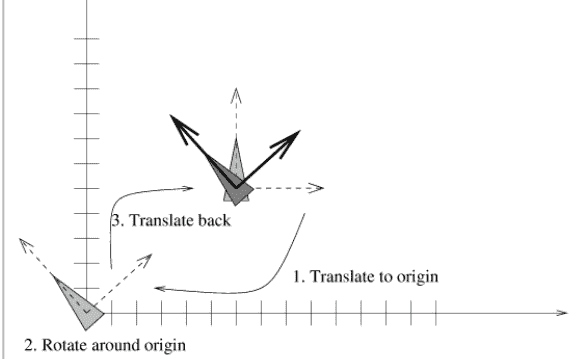 3. Translate back
1. Translate to origin
2. Rotate around origin